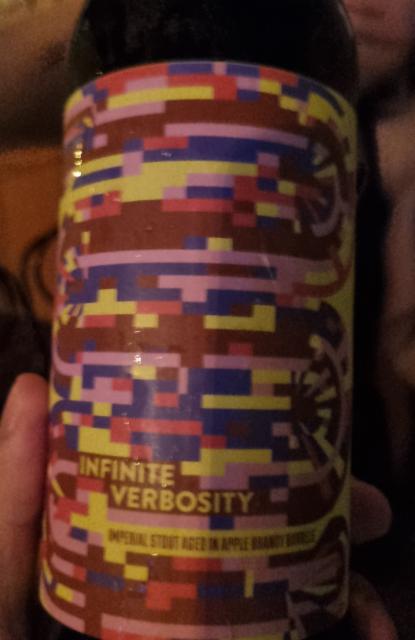 INFINITE
VERBOSITY
IMPERIAL STOUT AGED IN APPLE BRANDY BARRELS